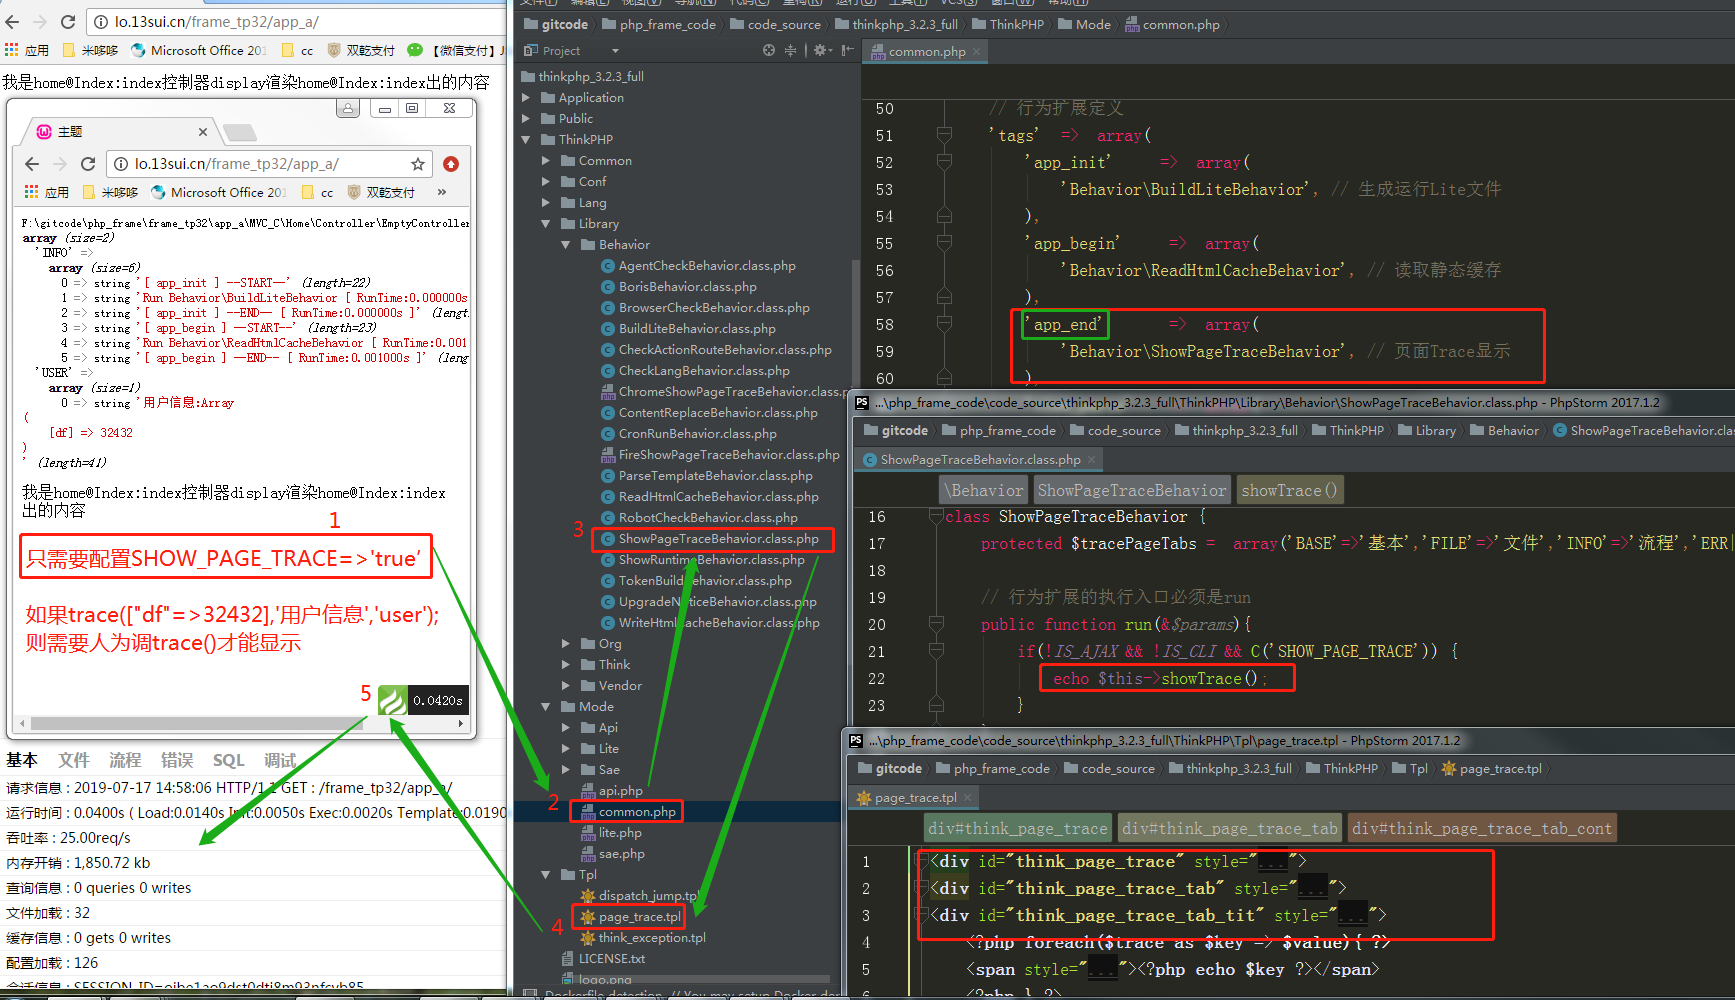 lo.13sui.cn/frame_tp32/app_a/
应用 米哆哆 Microsoft Office 201 cc 双乾支付 【微信支付】J
我是home@Index:index控制器display渲染home@Index:index出的内容
主题
lo.13sui.cn/frame_tp32/app_a/
应用 米哆哆 Microsoft Office 201 cc 双乾支付 »
F:\gitcode\php_frame\frame_tp32\app_a\MVC_C\Home\Controller\EmptyController
array (size=2)
'INFO' =>
array (size=6)
0 => string '[ app_init ] --START--' (length=22)
1 => string 'Run Behavior\BuildLiteBehavior [ RunTime:0.000000s
2 => string '[ app_init ] --END-- [ RunTime:0.000000s ]' (leng
3 => string '[ app_begin ] --START--' (length=23)
4 => string 'Run Behavior\ReadHtmlCacheBehavior [ RunTime:0.001
5 => string '[ app_begin ] --END-- [ RunTime:0.001000s ]' (leng
'USER' =>
array (size=1)
0 => string '用户信息:Array
(
[df] => 32432
)
' (length=41)
我是home@Index:index控制器display渲染home@Index:index
出的内容
1
只需要配置SHOW_PAGE_TRACE=>'true'
如果trace(["df"=>32432],'用户信息','user');
则需要人为调trace()才能显示
5
0.0420s
基本 文件 流程 错误 SQL 调试
请求信息 : 2019-07-17 14:58:06 HTTP/1.1 GET : /frame_tp32/app_a/
运行时间 : 0.0400s ( Load:0.0140s Init:0.0050s Exec:0.0020s Template:0.0190
吞吐率 : 25.00req/s
内存开销 : 1,850.72 kb
查询信息 : 0 queries 0 writes
文件加载 : 32
缓存信息 : 0 gets 0 writes
配置加载 : 126
gitcode php_frame_code code_source thinkphp_3.2.3_full ThinkPHP Mode common.php
Project
thinkphp_3.2.3_full
Application
Public
ThinkPHP
Common
Conf
Lang
Library
Behavior
AgentCheckBehavior.class.php
BorisBehavior.class.php
BrowserCheckBehavior.class.php
BuildLiteBehavior.class.php
CheckActionRouteBehavior.class.php
CheckLangBehavior.class.php
ChromeShowPageTraceBehavior.class.p
ContentReplaceBehavior.class.php
CronRunBehavior.class.php
FireShowPageTraceBehavior.class.php
ParseTemplateBehavior.class.php
ReadHtmlCacheBehavior.class.php
RobotCheckBehavior.class.php
3
ShowPageTraceBehavior.class.php
ShowRuntimeBehavior.class.php
TokenBuildBehavior.class.php
UpgradeNoticeBehavior.class.php
WriteHtmlCacheBehavior.class.php
Org
Think
Vendor
Mode
Api
Lite
Sae
api.php
2
common.php
lite.php
sae.php
Tpl
dispatch_jump.tpl
4
page_trace.tpl
think_exception.tpl
LICENSE.txt
logo.png
common.php
50 // 行为扩展定义
51 'tags' => array(
52 'app_init' => array(
53 'Behavior\BuildLiteBehavior', // 生成运行Lite文件
54 ),
55 'app_begin' => array(
56 'Behavior\ReadHtmlCacheBehavior', // 读取静态缓存
57 ),
58 'app_end' => array(
59 'Behavior\ShowPageTraceBehavior', // 页面Trace显示
60 ),
PS ...\php_frame_code\code_source\thinkphp_3.2.3_full\ThinkPHP\Library\Behavior\ShowPageTraceBehavior.class.php - PhpStorm 2017.1.2
gitcode php_frame_code code_source thinkphp_3.2.3_full ThinkPHP Library Behavior ShowPageTraceBehavior.clas
ShowPageTraceBehavior.class.php
\Behavior ShowPageTraceBehavior showTrace()
16 class ShowPageTraceBehavior {
17 protected $tracePageTabs = array('BASE'=>'基本','FILE'=>'文件','INFO'=>'流程','ERR|
18
19 // 行为扩展的执行入口必须是run
20 public function run(&$params){
21 if(!IS_AJAX && !IS_CLI && C('SHOW_PAGE_TRACE')) {
22 echo $this->showTrace();
23 }
PS ...\php_frame_code\code_source\thinkphp_3.2.3_full\ThinkPHP\Tpl\page_trace.tpl - PhpStorm 2017.1.2
gitcode php_frame_code code_source thinkphp_3.2.3_full ThinkPHP Tpl page_trace.tpl
page_trace.tpl
div#think_page_trace div#think_page_trace_tab div#think_page_trace_tab_cont
1 <div id="think_page_trace" style="...">
2 <div id="think_page_trace_tab" style="...">
3 <div id="think_page_trace_tab_tit" style="...">
4 <?php foreach($trace as $key => $value){ ?>
5 <span style="..."><?php echo $key ?></span>
6 <?php } ?>